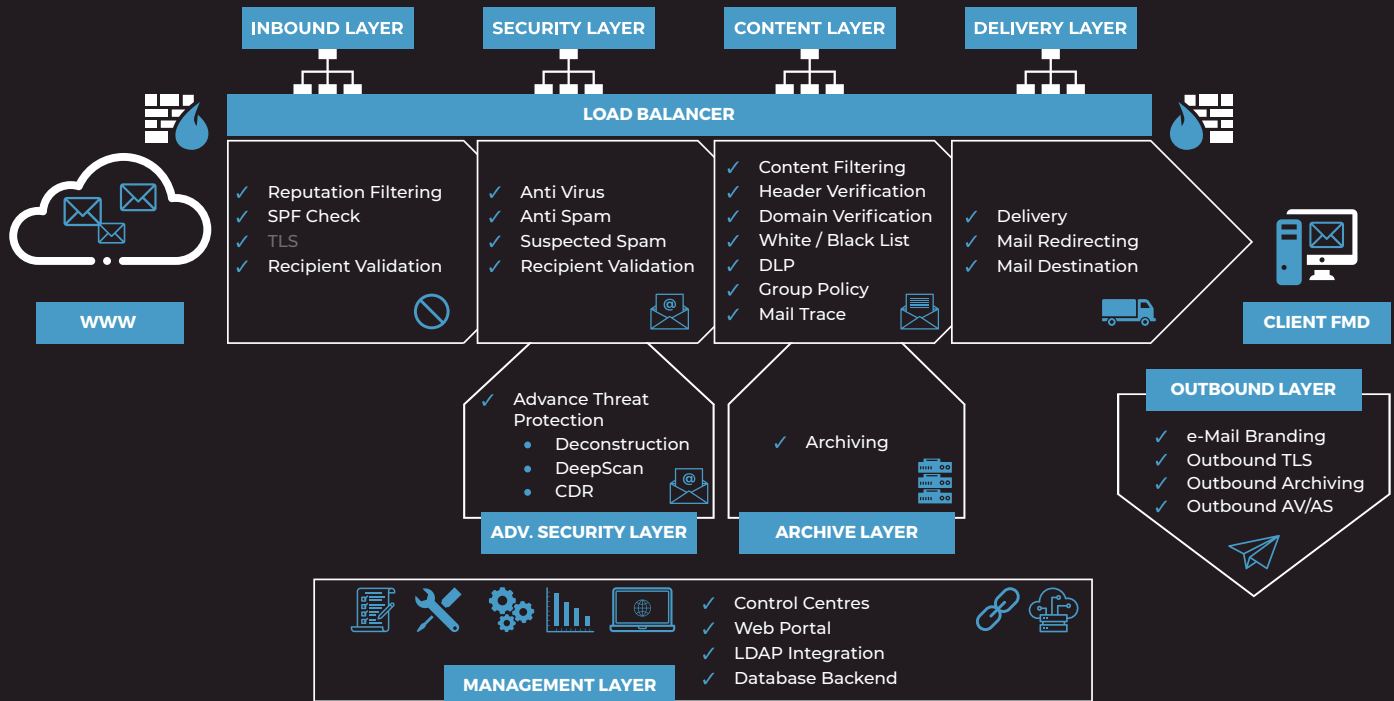 INBOUND LAYER
SECURITY LAYER
CONTENT LAYER
DELIVERY LAYER
LOAD BALANCER
WWW
✓ Reputation Filtering
✓ SPF Check
✓ TLS
✓ Recipient Validation
✓ Anti Virus
✓ Anti Spam
✓ Suspected Spam
✓ Recipient Validation
@
✓ Content Filtering
✓ Header Verification
✓ Domain Verification
✓ White / Black List
✓ DLP
✓ Group Policy
✓ Mail Trace
✓ Delivery
✓ Mail Redirecting
✓ Mail Destination
CLIENT FMD
✓ Advance Threat
Protection
• Deconstruction
• DeepScan
• CDR
@
ADV. SECURITY LAYER
✓ Archiving
ARCHIVE LAYER
OUTBOUND LAYER
✓ e-Mail Branding
✓ Outbound TLS
✓ Outbound Archiving
✓ Outbound AV/AS
✓ Control Centres
✓ Web Portal
✓ LDAP Integration
✓ Database Backend
MANAGEMENT LAYER